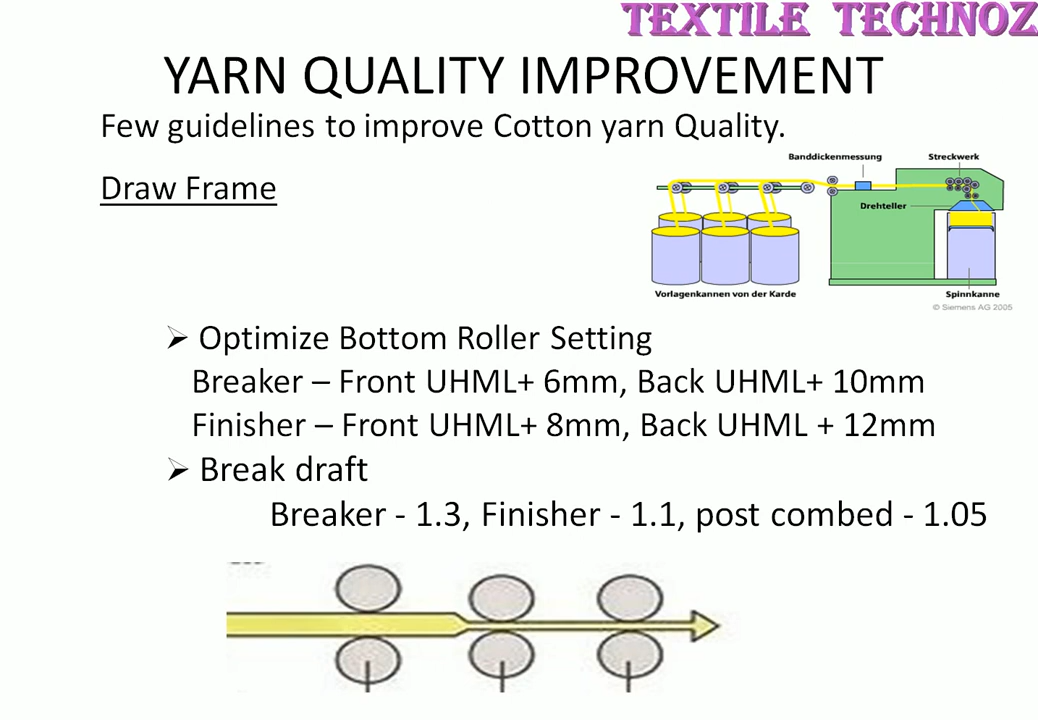 TEXTILE TECHNOZ
YARN QUALITY IMPROVEMENT
Few guidelines to improve Cotton yarn Quality.
Draw Frame
Banddickenmessung
Streckwerk
Drehteller
Vorlagenkannen von der Karde
Spinnkanne
© Siemens AG 2005
➢ Optimize Bottom Roller Setting
Breaker – Front UHML+ 6mm, Back UHML+ 10mm
Finisher – Front UHML+ 8mm, Back UHML + 12mm
➢ Break draft
Breaker - 1.3, Finisher - 1.1, post combed - 1.05